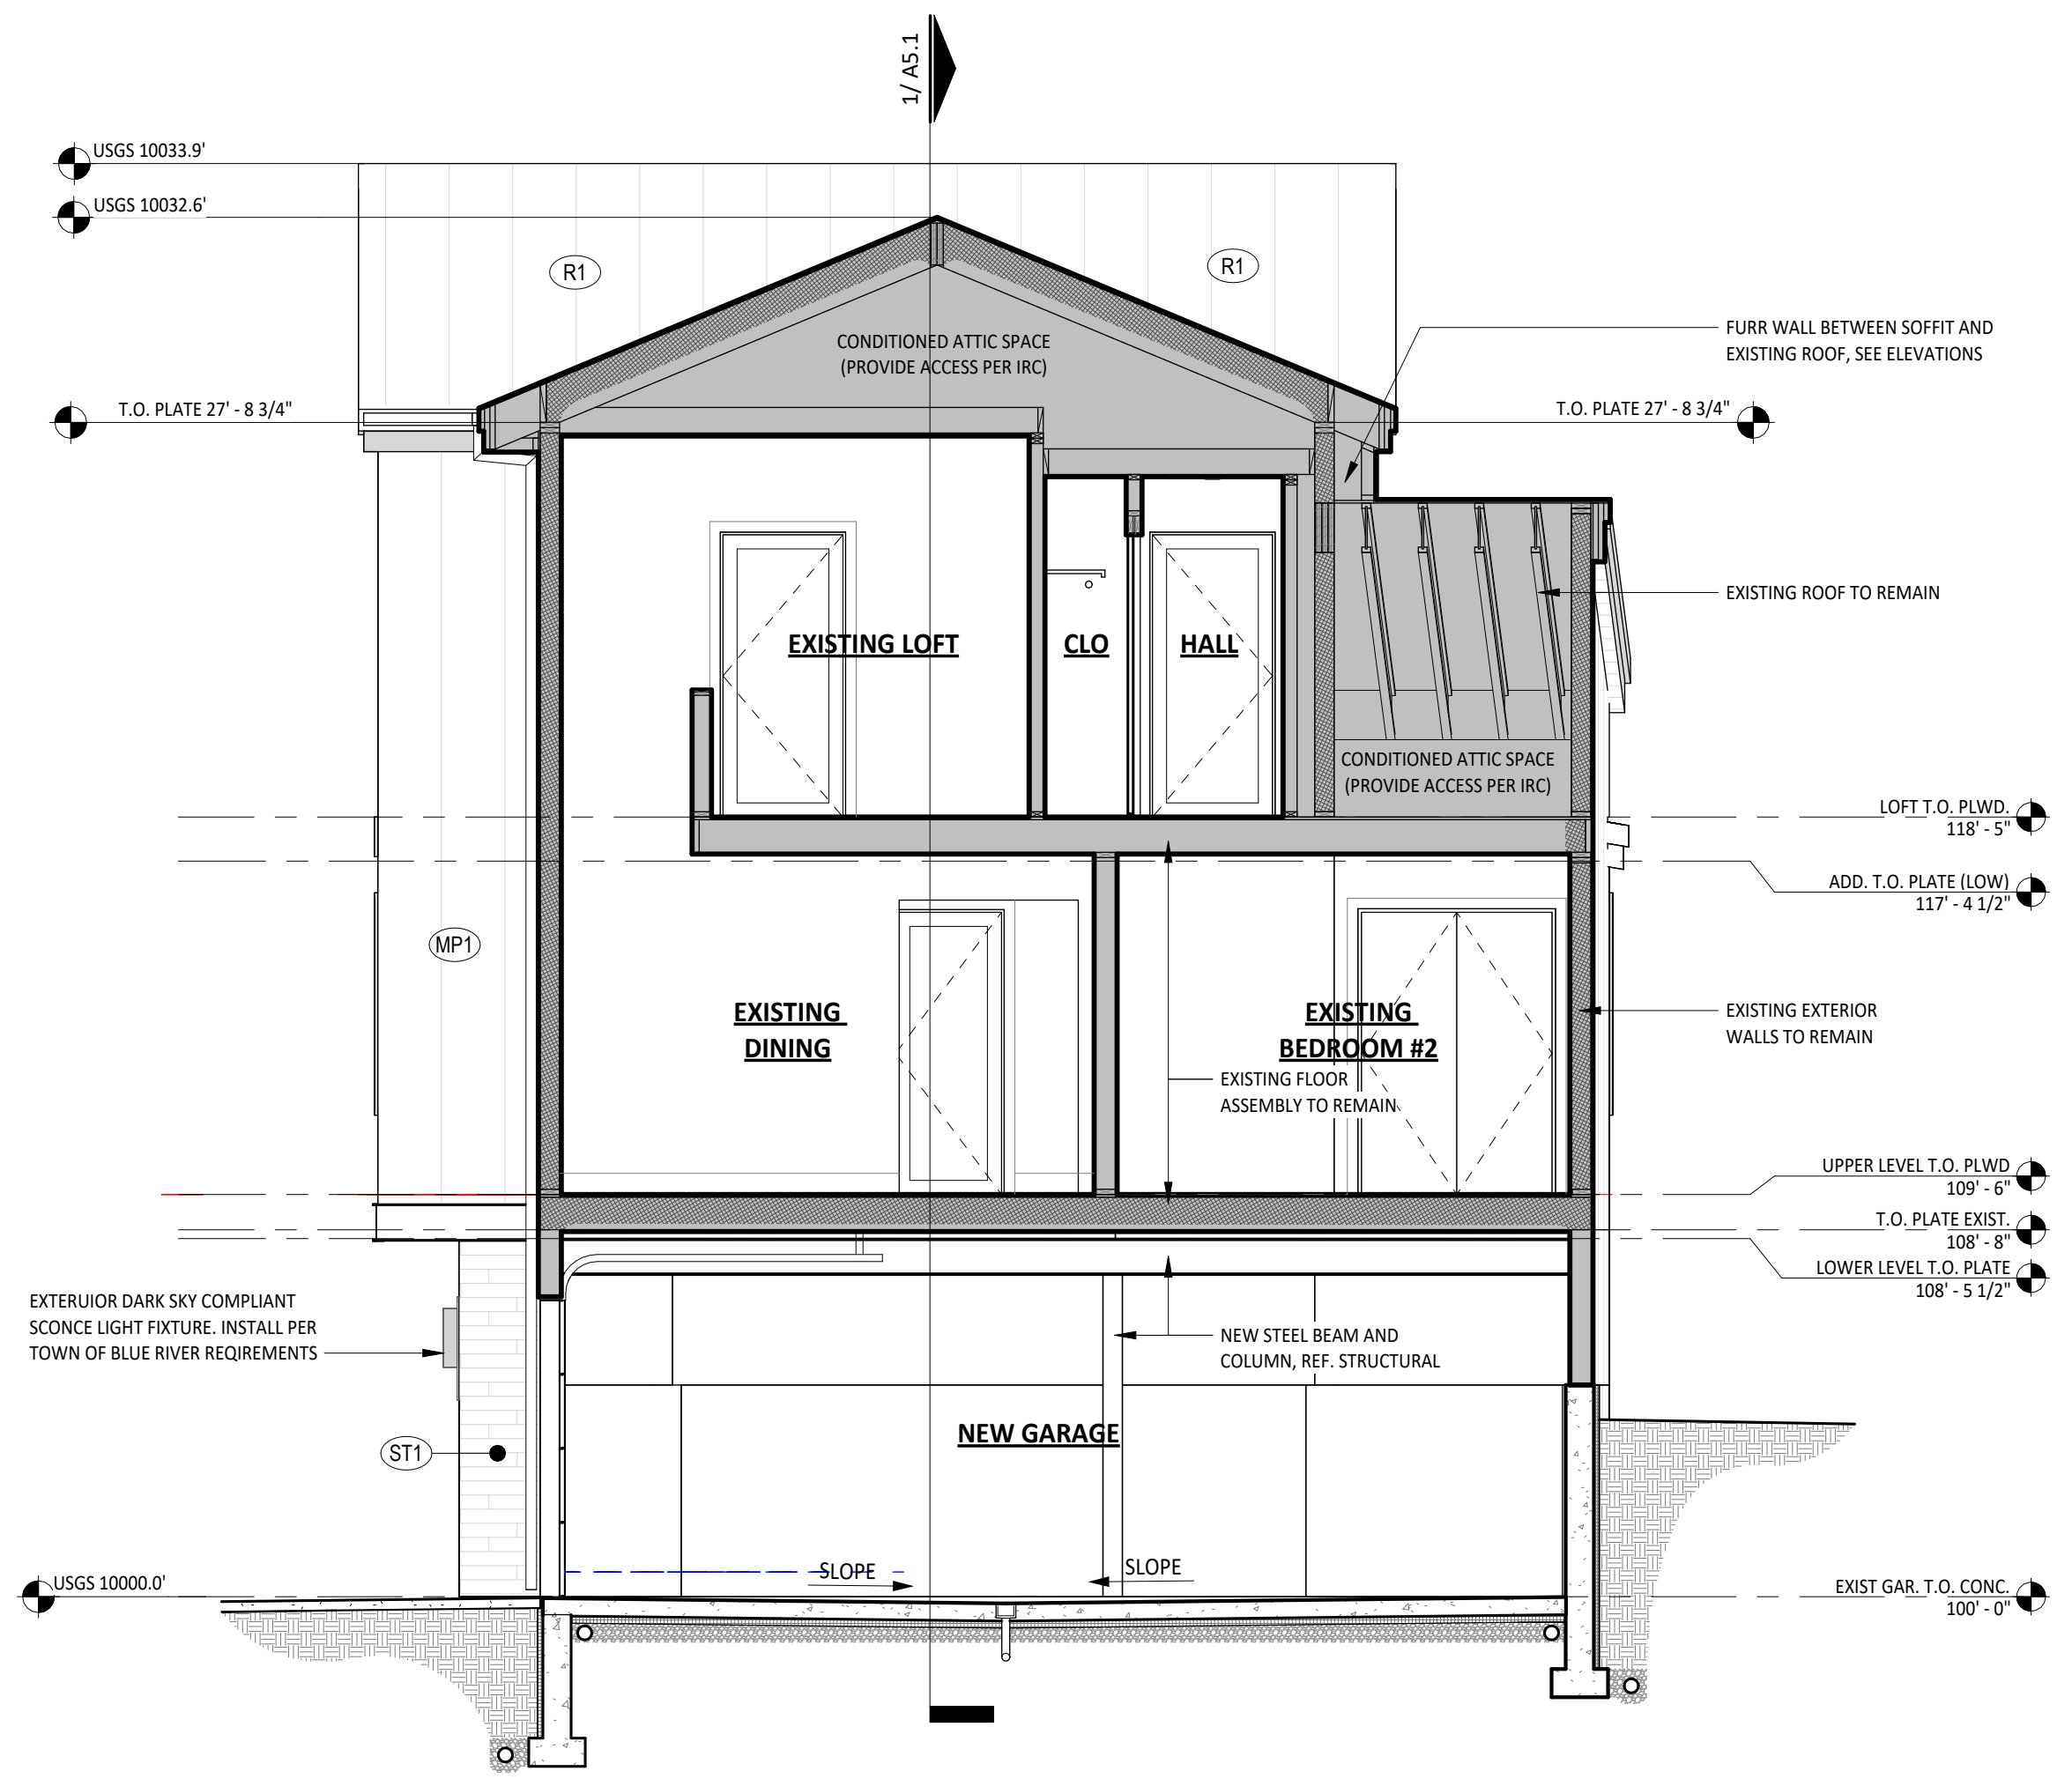 1/ A5.1
USGS 10033.9'
USGS 10032.6'
R1
R1
CONDITIONED ATTIC SPACE
(PROVIDE ACCESS PER IRC)
FURR WALL BETWEEN SOFFIT AND
EXISTING ROOF, SEE ELEVATIONS
T.O. PLATE 27' - 8 3/4"
T.O. PLATE 27' - 8 3/4"
EXISTING ROOF TO REMAIN
EXISTING LOFT
CLO
HALL
CONDITIONED ATTIC SPACE
(PROVIDE ACCESS PER IRC)
LOFT T.O. PLWD.
118' - 5"
ADD. T.O. PLATE (LOW)
117' - 4 1/2"
MP1
EXISTING
DINING
EXISTING
BEDROOM #2
EXISTING EXTERIOR
WALLS TO REMAIN
EXISTING FLOOR
ASSEMBLY TO REMAIN
UPPER LEVEL T.O. PLWD
109' - 6"
T.O. PLATE EXIST.
108' - 8"
LOWER LEVEL T.O. PLATE
108' - 5 1/2"
EXTERUIOR DARK SKY COMPLIANT
SCONCE LIGHT FIXTURE. INSTALL PER
TOWN OF BLUE RIVER REQIREMENTS
NEW STEEL BEAM AND
COLUMN, REF. STRUCTURAL
NEW GARAGE
ST1
SLOPE
SLOPE
USGS 10000.0'
EXIST GAR. T.O. CONC.
100' - 0"